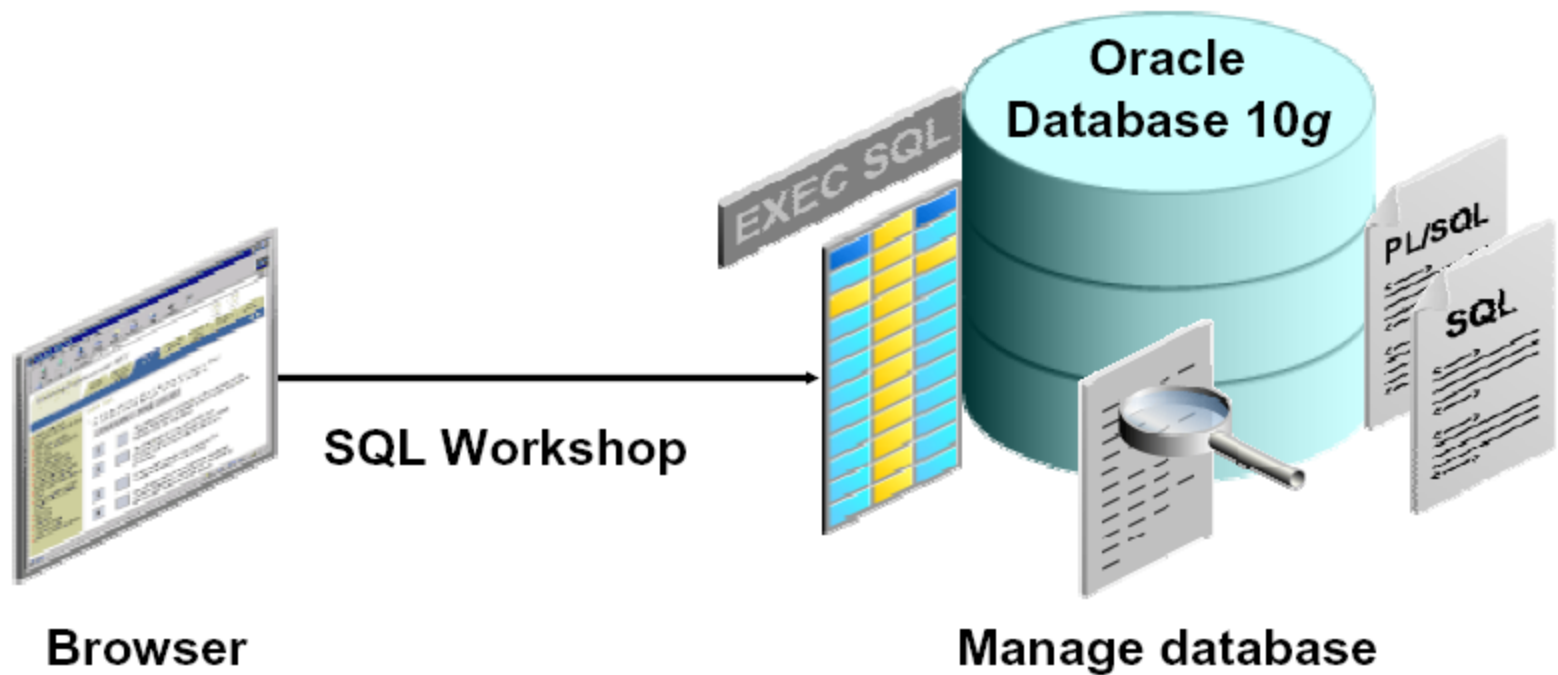 Oracle
Database 10g
EXEC SQL
PL/SQL
SQL
SQL Workshop
Browser
Manage database